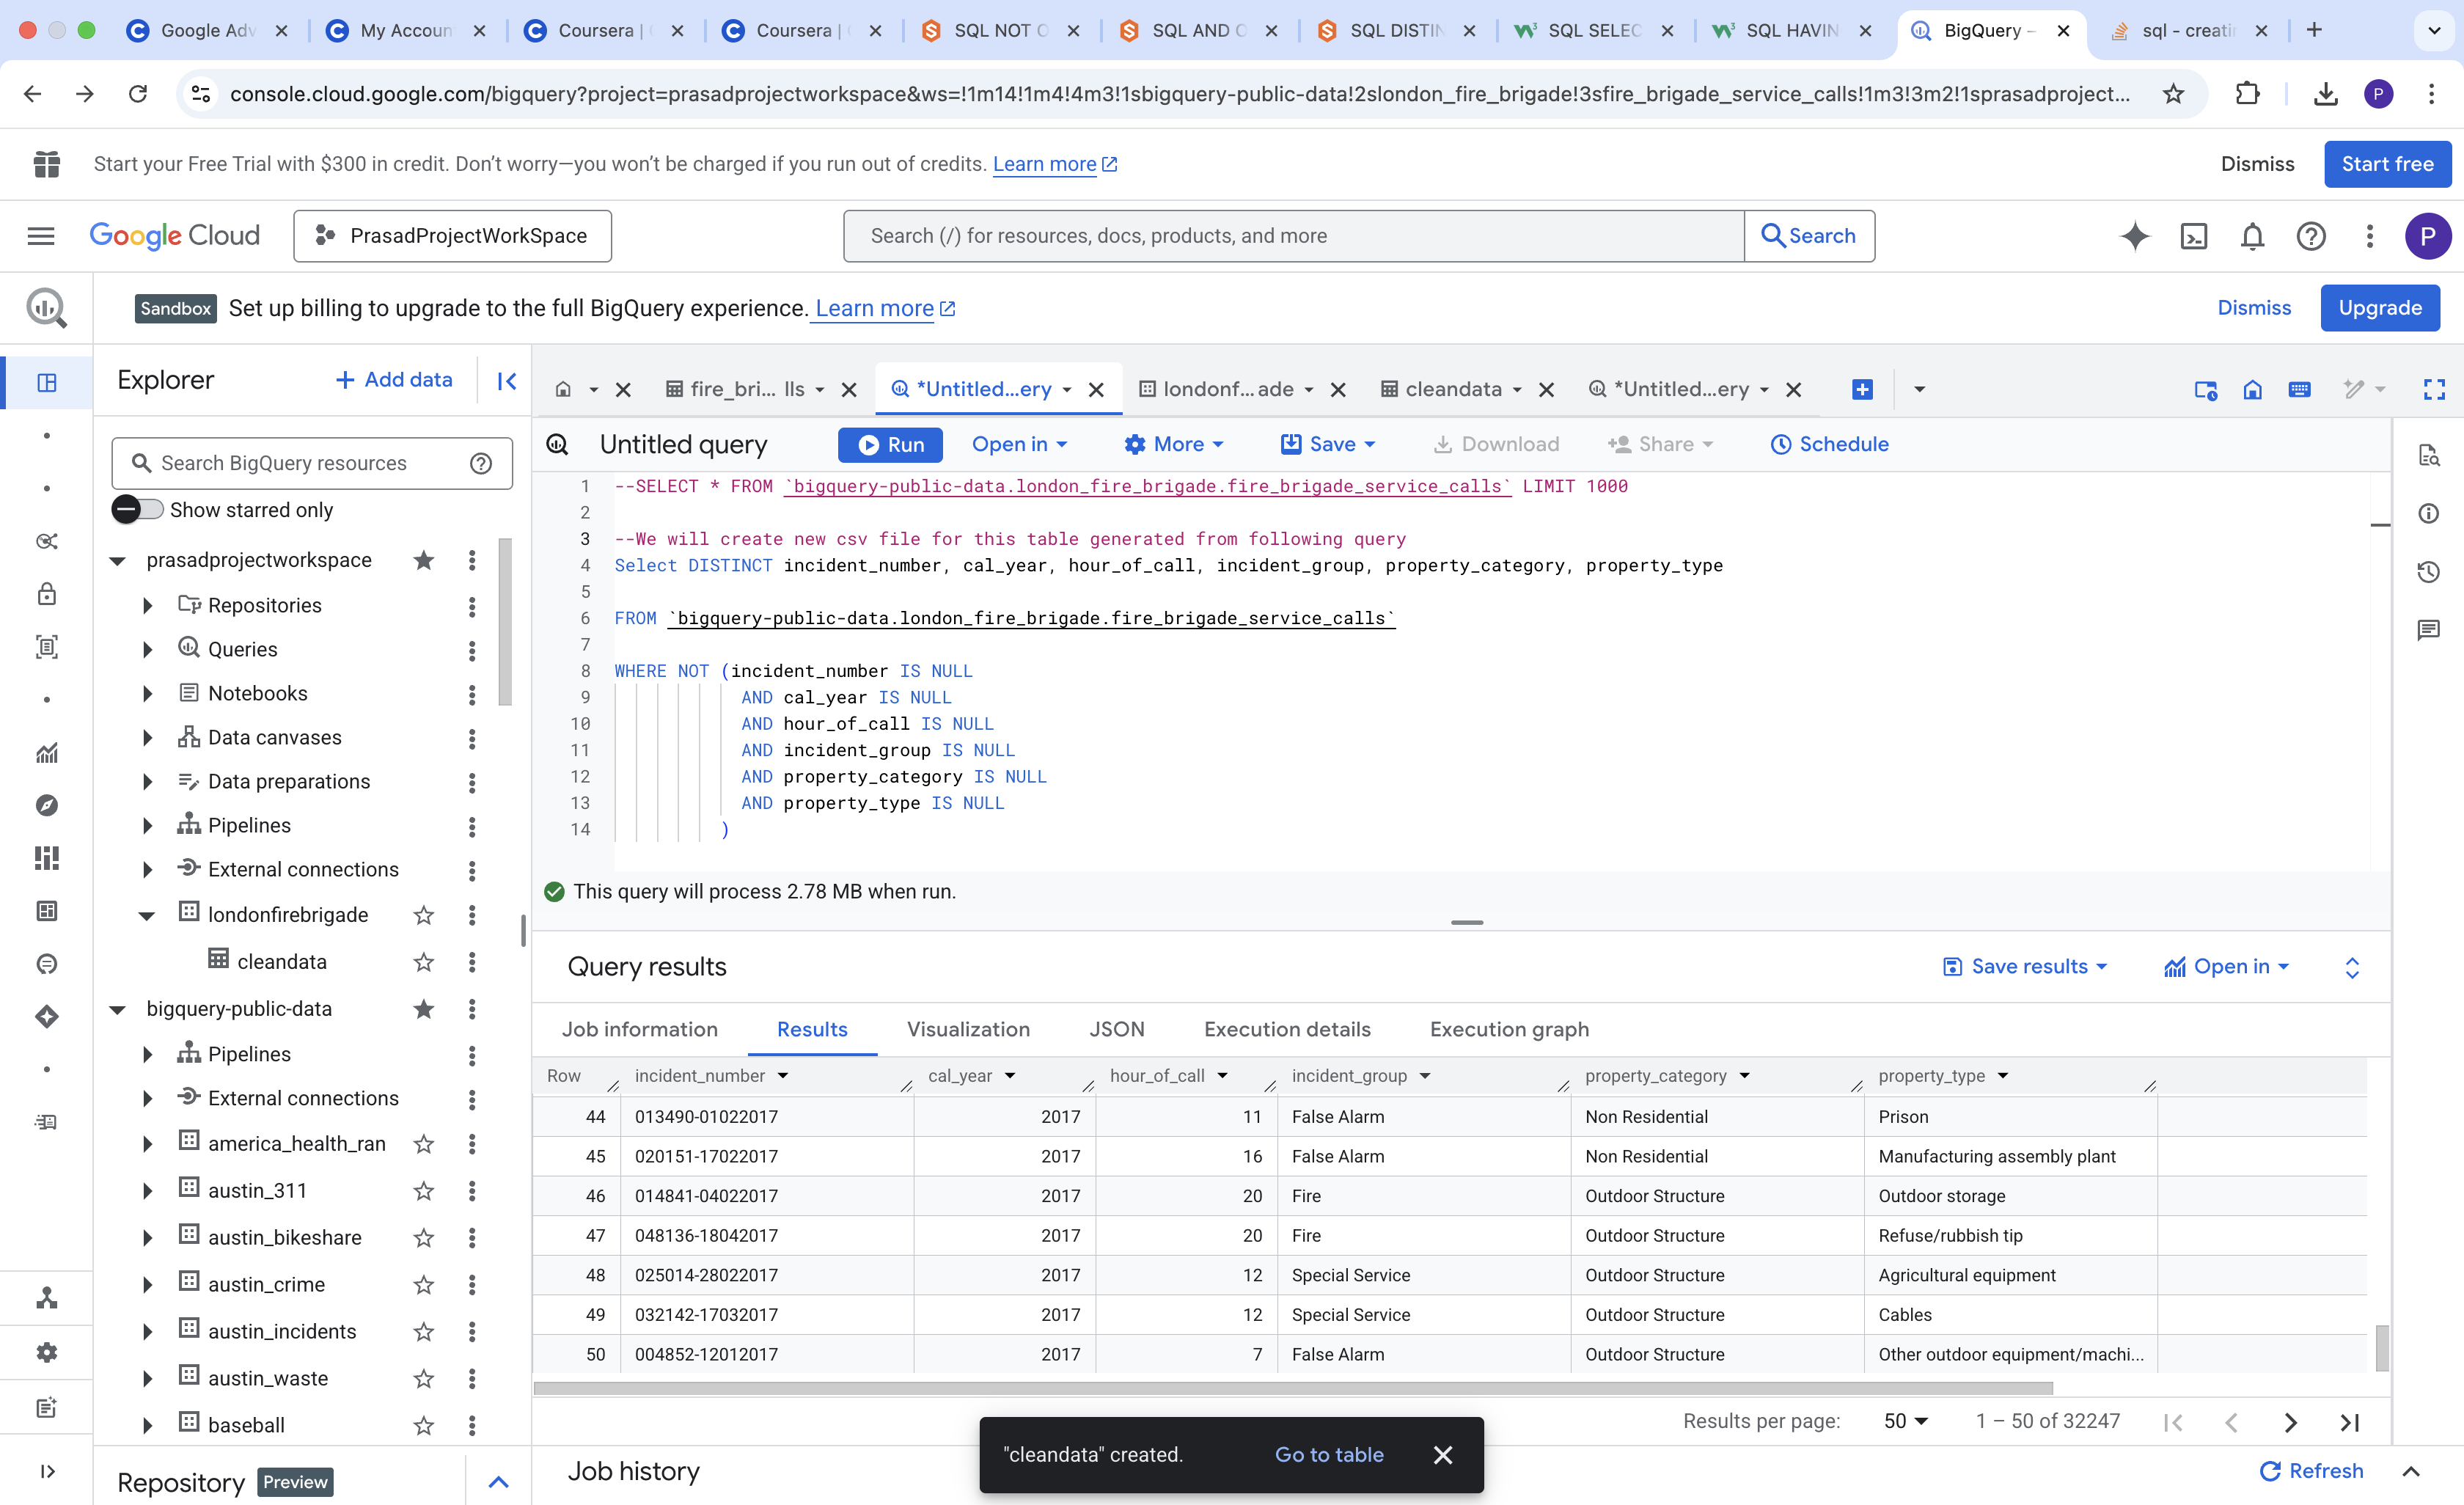 Google Adv
My Accoun
Coursera |
Coursera |
SQL NOT O
SQL AND O
SQL DISTIN
SQL SELEC
SQL HAVIN
BigQuery –
sql - creati
console.cloud.google.com/bigquery?project=prasadprojectworkspace&ws=!1m14!1m4!4m3!1sbigquery-public-data!2slondon_fire_brigade!3sfire_brigade_service_calls!1m3!3m2!1sprasadproject...
P
Start your Free Trial with $300 in credit. Don’t worry—you won’t be charged if you run out of credits. Learn more
Dismiss
Start free
Google Cloud
PrasadProjectWorkSpace
Search (/) for resources, docs, products, and more
Search
P
Sandbox Set up billing to upgrade to the full BigQuery experience. Learn more
Dismiss
Upgrade
Explorer
+ Add data
Search BigQuery resources
Show starred only
prasadprojectworkspace
Repositories
Queries
Notebooks
Data canvases
Data preparations
Pipelines
External connections
londonfirebrigade
cleandata
bigquery-public-data
Pipelines
External connections
america_health_ran
austin_311
austin_bikeshare
austin_crime
austin_incidents
austin_waste
baseball
Repository Preview
fire_bri... lls
*Untitled...ery
londonf... ade
cleandata
*Untitled...ery
Untitled query
Run
Open in
More
Save
Download
Share
Schedule
1 --SELECT * FROM `bigquery-public-data.london_fire_brigade.fire_brigade_service_calls` LIMIT 1000
2
3 --We will create new csv file for this table generated from following query
4 Select DISTINCT incident_number, cal_year, hour_of_call, incident_group, property_category, property_type
5
6 FROM `bigquery-public-data.london_fire_brigade.fire_brigade_service_calls`
7
8 WHERE NOT (incident_number IS NULL
9 AND cal_year IS NULL
10 AND hour_of_call IS NULL
11 AND incident_group IS NULL
12 AND property_category IS NULL
13 AND property_type IS NULL
14 )
This query will process 2.78 MB when run.
Query results
Save results
Open in
Job information
Results
Visualization
JSON
Execution details
Execution graph
Row incident_number cal_year hour_of_call incident_group property_category property_type
44 013490-01022017 2017 11 False Alarm Non Residential Prison
45 020151-17022017 2017 16 False Alarm Non Residential Manufacturing assembly plant
46 014841-04022017 2017 20 Fire Outdoor Structure Outdoor storage
47 048136-18042017 2017 20 Fire Outdoor Structure Refuse/rubbish tip
48 025014-28022017 2017 12 Special Service Outdoor Structure Agricultural equipment
49 032142-17032017 2017 12 Special Service Outdoor Structure Cables
50 004852-12012017 2017 7 False Alarm Outdoor Structure Other outdoor equipment/machi...
Results per page: 50 1 – 50 of 32247
"cleandata" created.
Go to table
Job history
Refresh